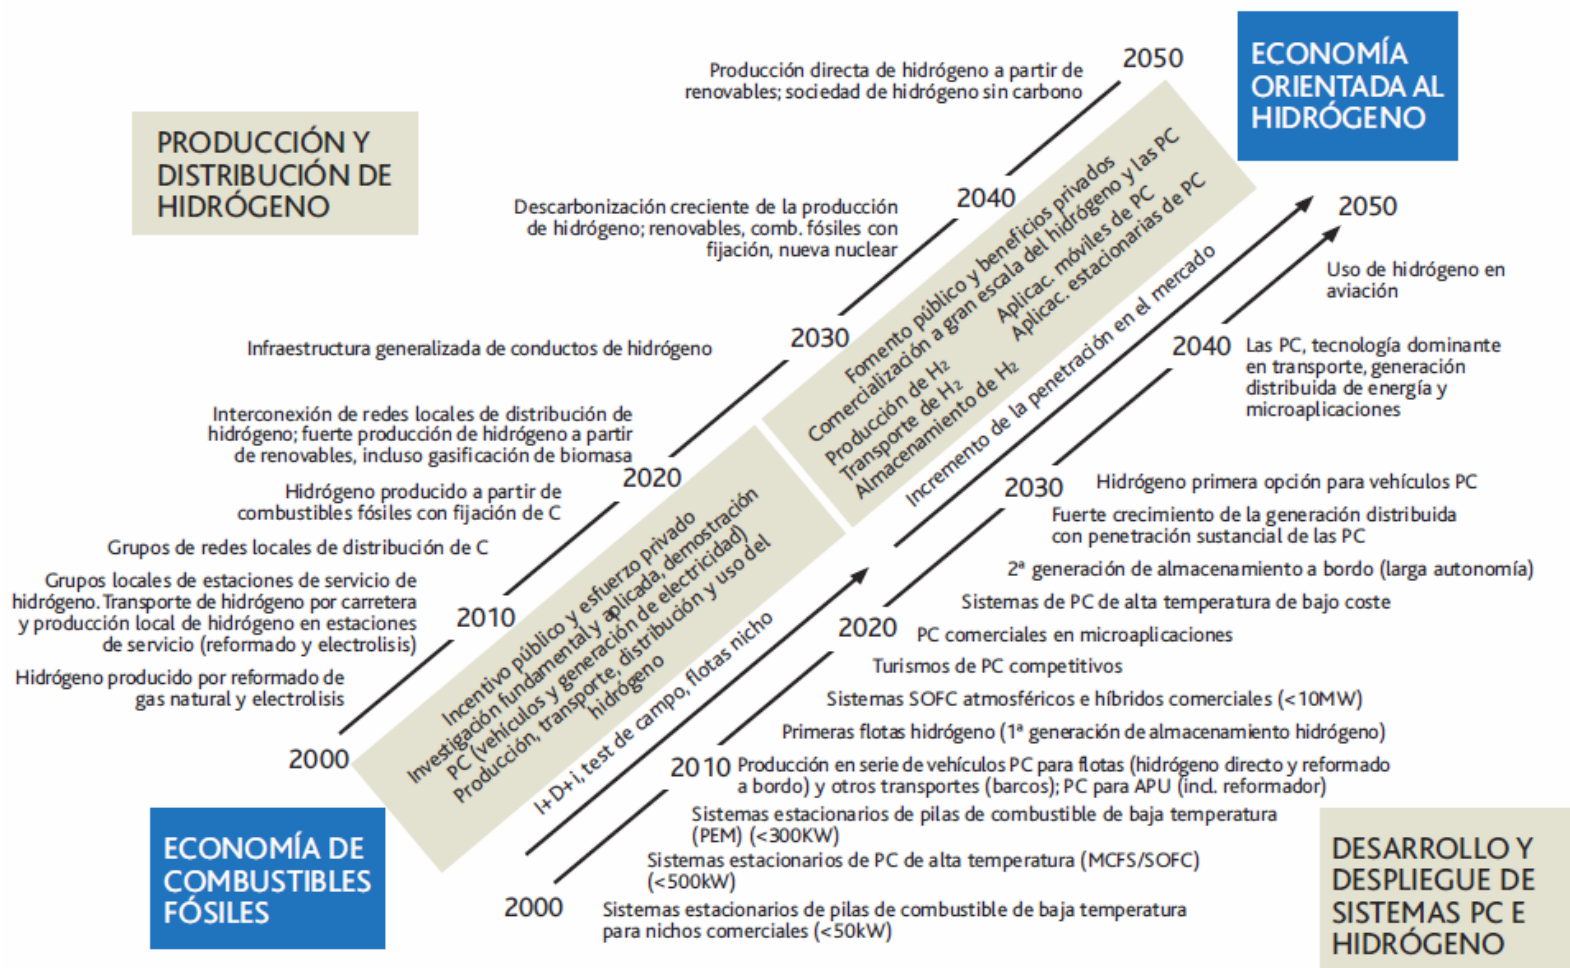 PRODUCCIÓN Y
DISTRIBUCIÓN DE
HIDRÓGENO
ECONOMÍA
ORIENTADA AL
HIDRÓGENO
2050
Producción directa de hidrógeno a partir de
renovables; sociedad de hidrógeno sin carbono
2040
Descarbonización creciente de la producción
de hidrógeno; renovables, comb. fósiles con
fijación, nueva nuclear
2030
Infraestructura generalizada de conductos de hidrógeno
Interconexión de redes locales de distribución de
hidrógeno; fuerte producción de hidrógeno a partir
de renovables, incluso gasificación de biomasa
2020
Hidrógeno producido a partir de
combustibles fósiles con fijación de C
Grupos de redes locales de distribución de C
Grupos locales de estaciones de servicio de
hidrógeno. Transporte de hidrógeno por carretera
y producción local de hidrógeno en estaciones
de servicio (reformado y electrolisis)
2010
Hidrógeno producido por reformado de
gas natural y electrolisis
2000
ECONOMÍA DE
COMBUSTIBLES
FÓSILES
Fomento público y beneficios privados
Comercialización a gran escala del hidrógeno y las PC
Producción de H₂
Aplicac. móviles de PC
Transporte de H₂
Aplicac. estacionarias de PC
Almacenamiento de H₂
Incremento de la penetración en el mercado
Incentivo público y esfuerzo privado
Investigación fundamental y aplicada, demostración
PC (vehículos y generación de electricidad)
Producción, transporte, distribución y uso del
hidrógeno
I+D+i, test de campo, flotas nicho
2050
Uso de hidrógeno en
aviación
2040
Las PC, tecnología dominante
en transporte, generación
distribuida de energía y
microaplicaciones
2030
Hidrógeno primera opción para vehículos PC
Fuerte crecimiento de la generación distribuida
con penetración sustancial de las PC
2ª generación de almacenamiento a bordo (larga autonomía)
Sistemas de PC de alta temperatura de bajo coste
2020
PC comerciales en microaplicaciones
Turismos de PC competitivos
Sistemas SOFC atmosféricos e híbridos comerciales (<10MW)
Primeras flotas hidrógeno (1ª generación de almacenamiento hidrógeno)
2010
Producción en serie de vehículos PC para flotas (hidrógeno directo y reformado
a bordo) y otros transportes (barcos); PC para APU (incl. reformador)
Sistemas estacionarios de pilas de combustible de baja temperatura
(PEM) (<300KW)
Sistemas estacionarios de PC de alta temperatura (MCFS/SOFC)
(<500kW)
2000
Sistemas estacionarios de pilas de combustible de baja temperatura
para nichos comerciales (<50kW)
DESARROLLO Y
DESPLIEGUE DE
SISTEMAS PC E
HIDRÓGENO